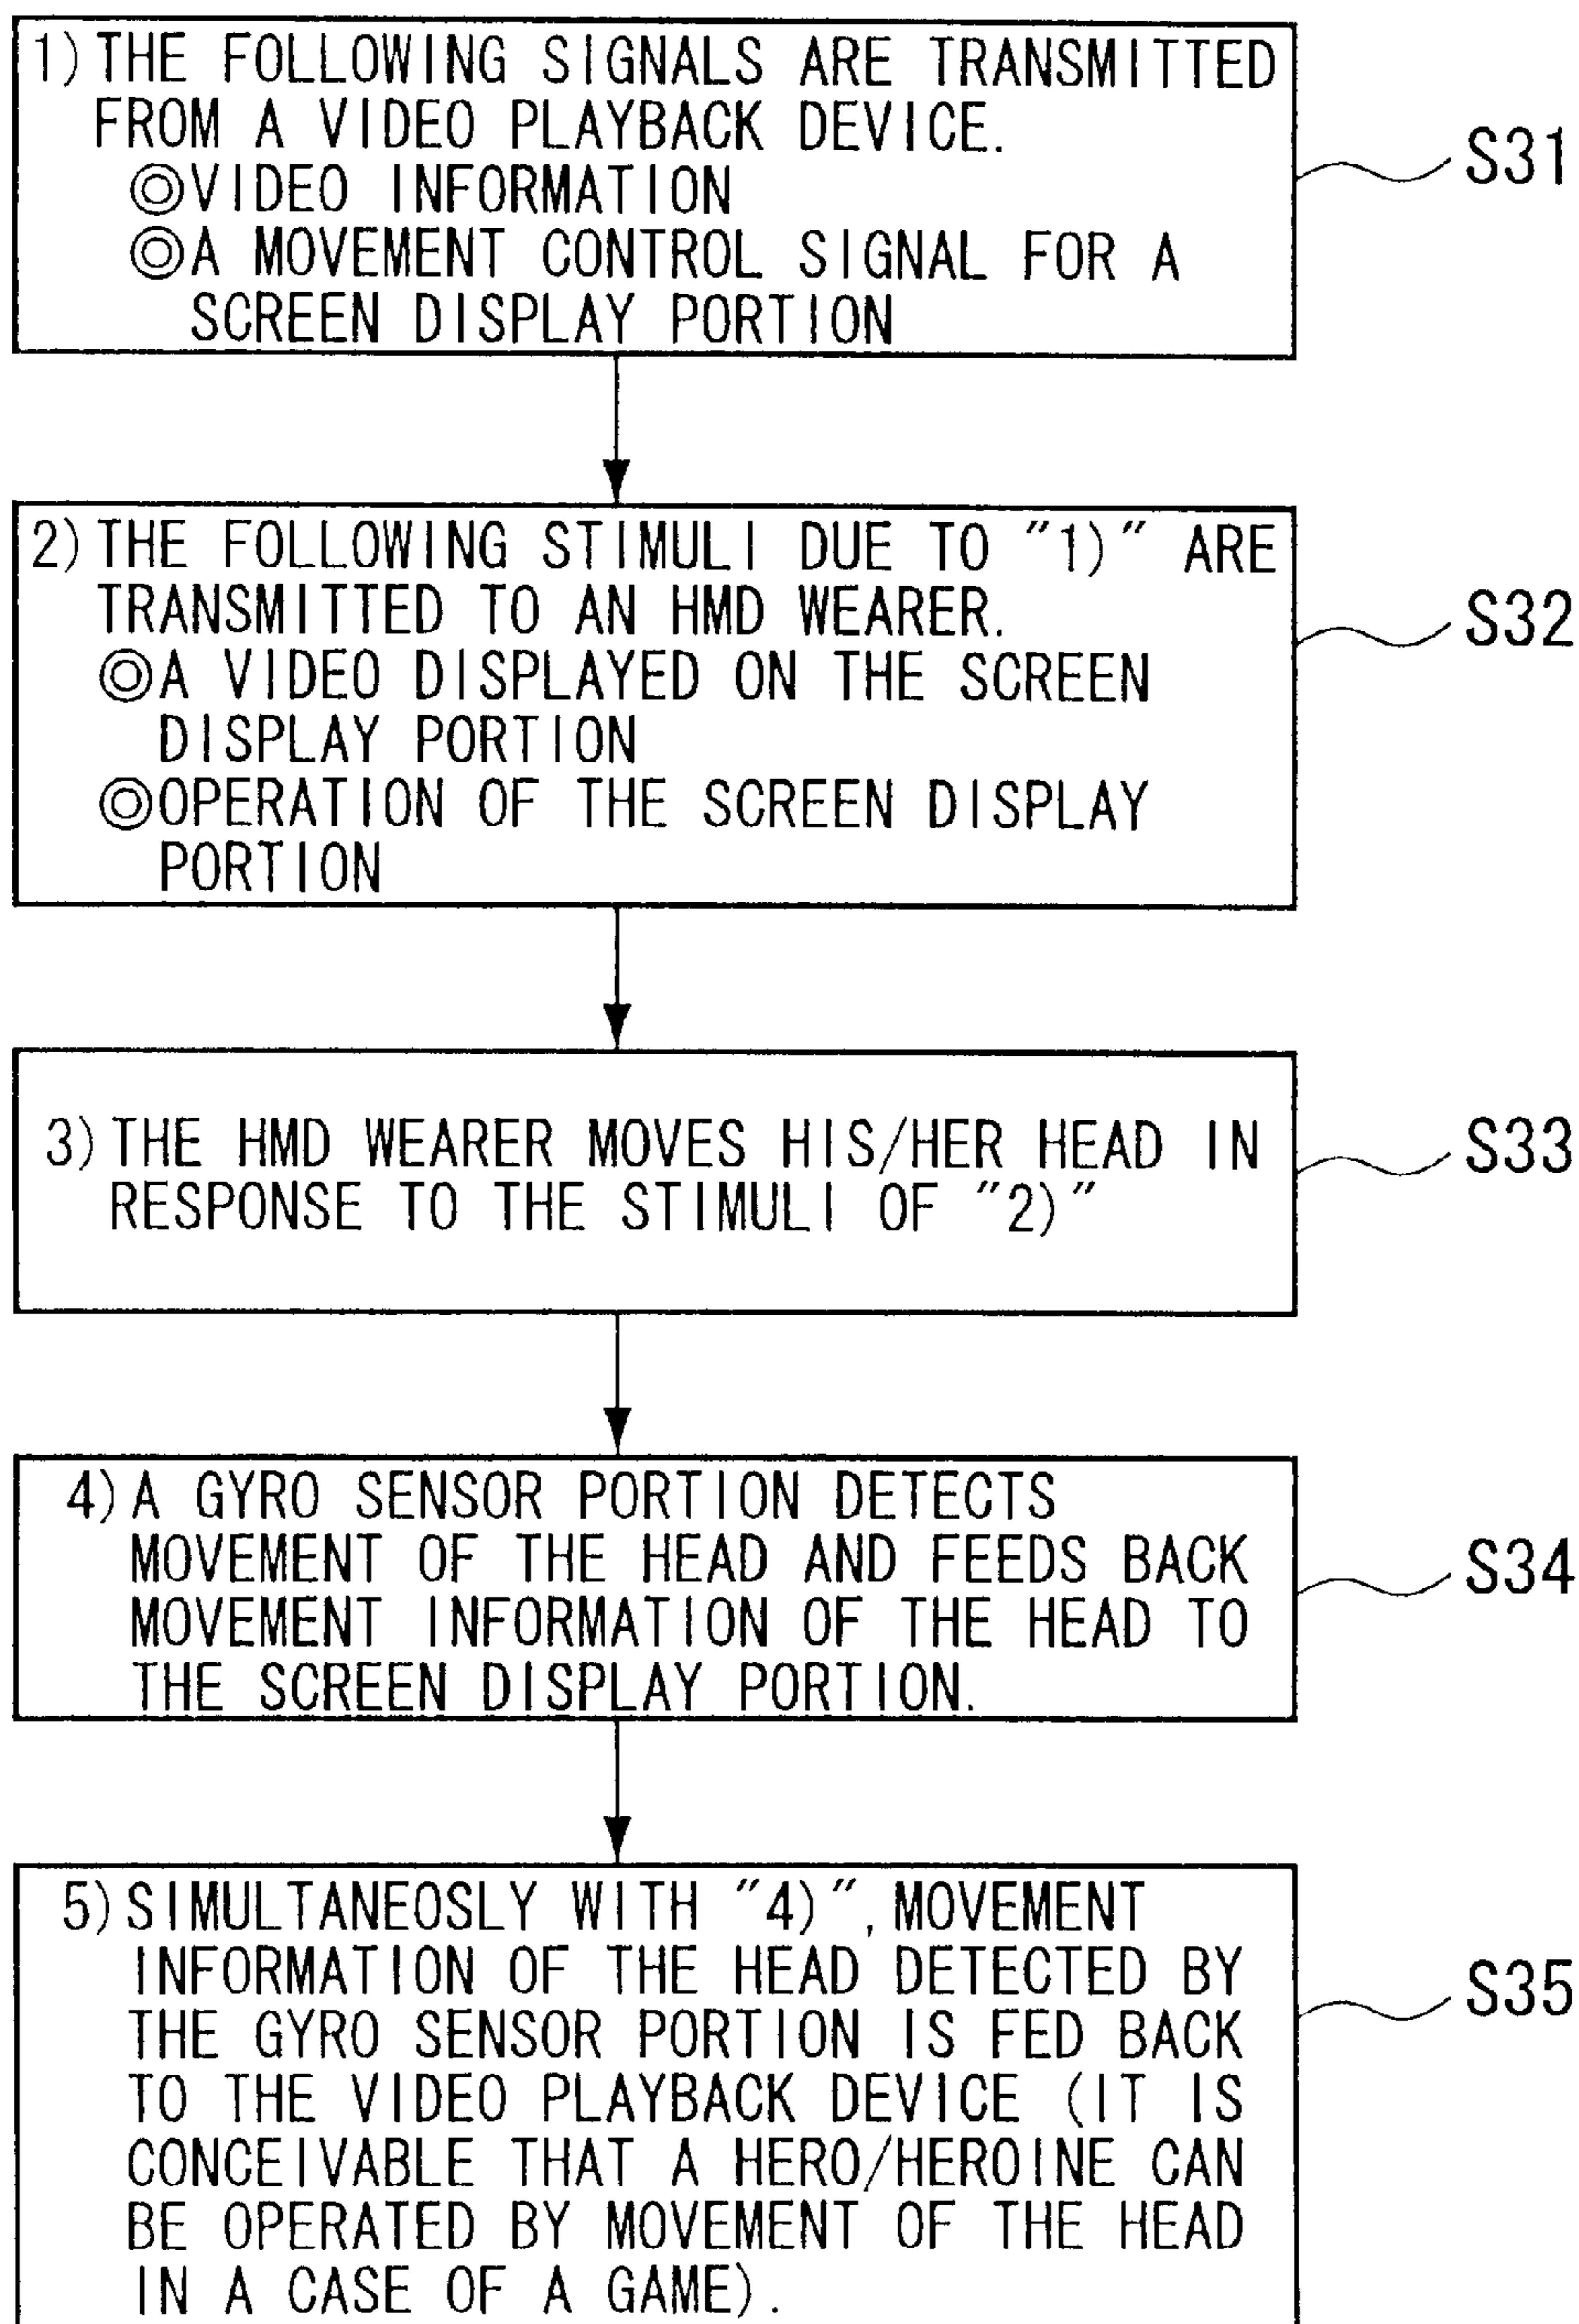 1) THE FOLLOWING SIGNALS ARE TRANSMITTED
FROM A VIDEO PLAYBACK DEVICE.
◎VIDEO INFORMATION
◎A MOVEMENT CONTROL SIGNAL FOR A
SCREEN DISPLAY PORTION
S31
2) THE FOLLOWING STIMULI DUE TO "1)" ARE
TRANSMITTED TO AN HMD WEARER.
◎A VIDEO DISPLAYED ON THE SCREEN
DISPLAY PORTION
◎OPERATION OF THE SCREEN DISPLAY
PORTION
S32
3) THE HMD WEARER MOVES HIS/HER HEAD IN
RESPONSE TO THE STIMULI OF "2)"
S33
4) A GYRO SENSOR PORTION DETECTS
MOVEMENT OF THE HEAD AND FEEDS BACK
MOVEMENT INFORMATION OF THE HEAD TO
THE SCREEN DISPLAY PORTION.
S34
5) SIMULTANEOSLY WITH "4)", MOVEMENT
INFORMATION OF THE HEAD DETECTED BY
THE GYRO SENSOR PORTION IS FED BACK
TO THE VIDEO PLAYBACK DEVICE (IT IS
CONCEIVABLE THAT A HERO/HEROINE CAN
BE OPERATED BY MOVEMENT OF THE HEAD
IN A CASE OF A GAME).
S35